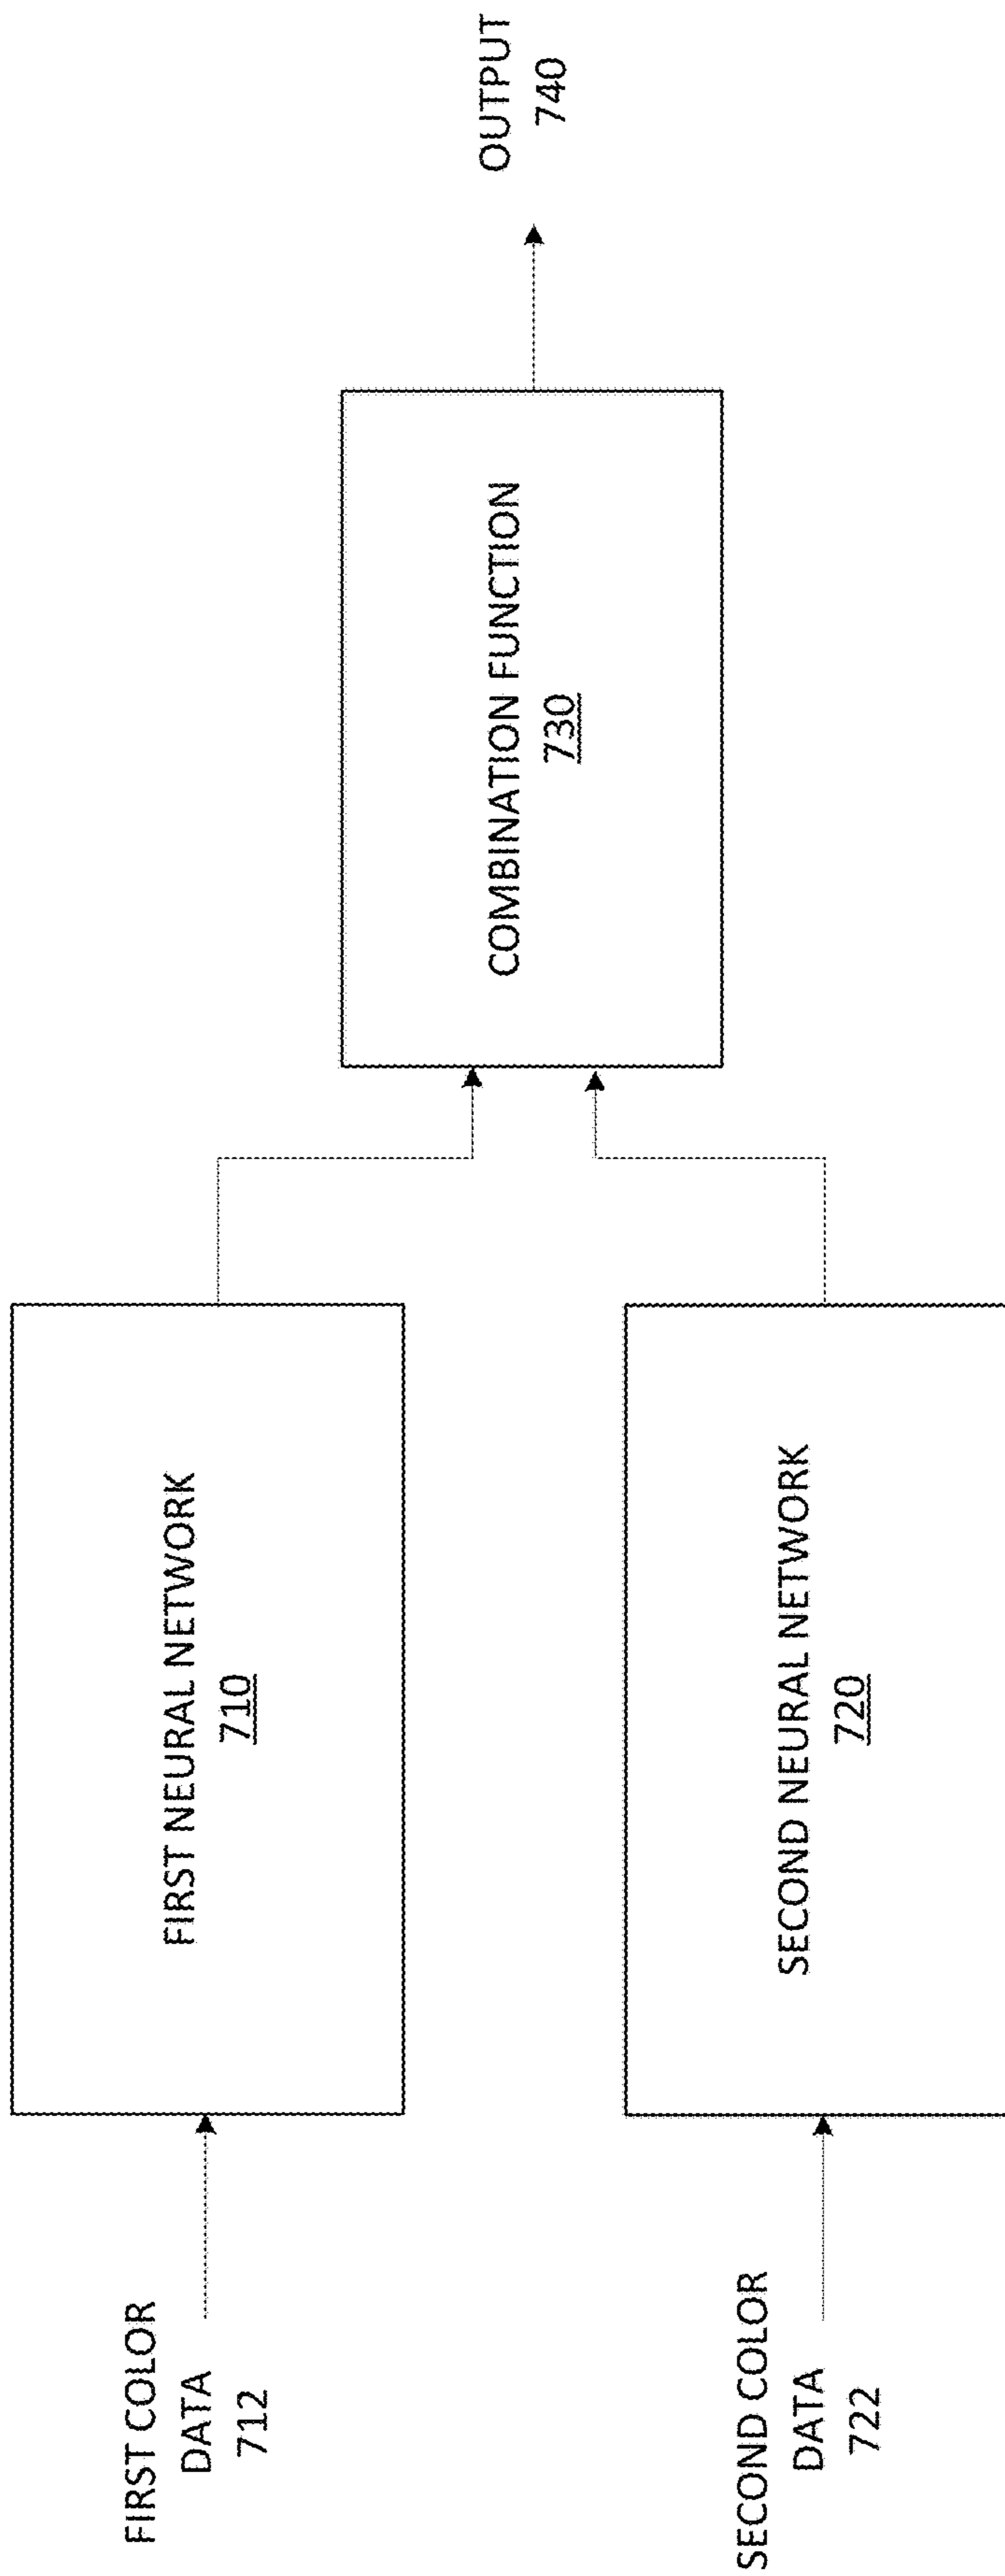 FIRST COLOR
DATA
712
FIRST NEURAL NETWORK
710
SECOND COLOR
DATA
722
SECOND NEURAL NETWORK
720
COMBINATION FUNCTION
730
OUTPUT
740